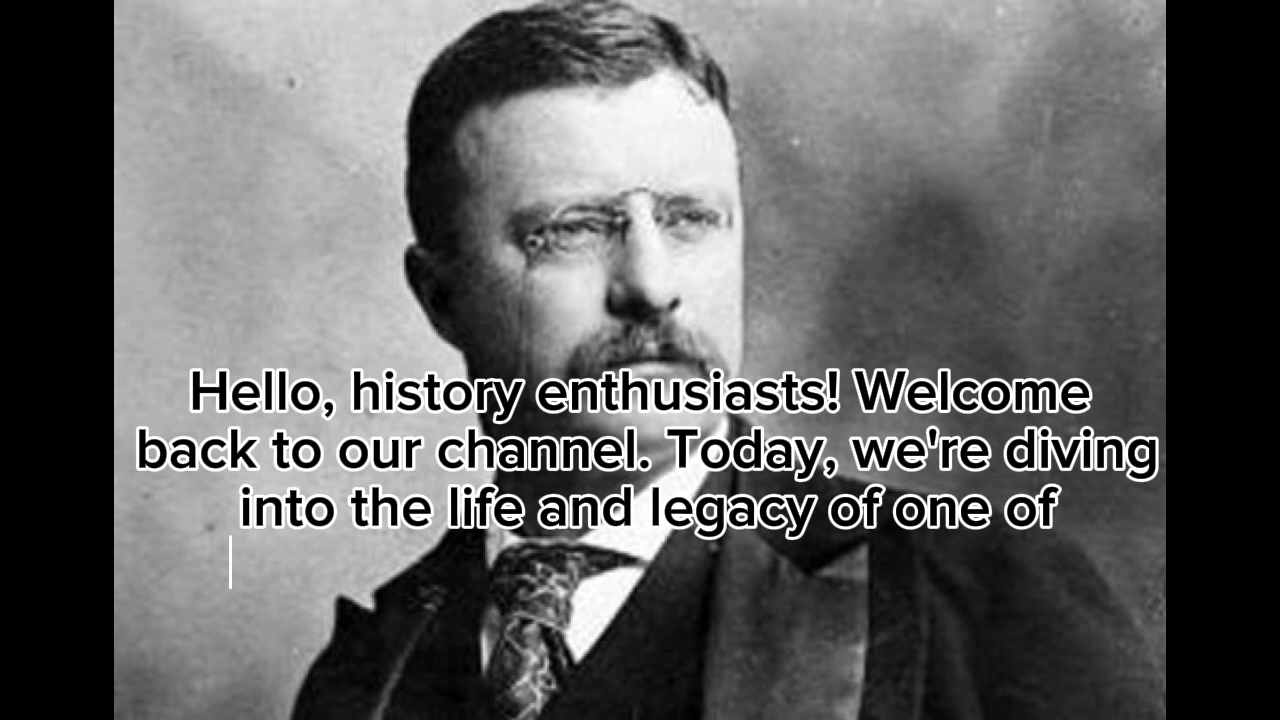 Hello, history enthusiasts! Welcome
back to our channel. Today, we're diving
into the life and legacy of one of